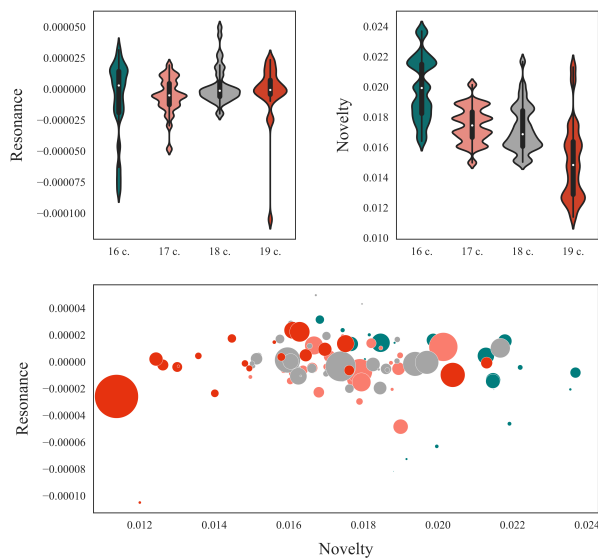 0.000050
0.000025
0.000000
−0.000025
−0.000050
−0.000075
−0.000100
Resonance
16 c.
17 c.
18 c.
19 c.
0.024
0.022
0.020
0.018
0.016
0.014
0.012
0.010
Novelty
16 c.
17 c.
18 c.
19 c.
0.00004
0.00002
0.00000
−0.00002
−0.00004
−0.00006
−0.00008
−0.00010
Resonance
0.012
0.014
0.016
0.018
0.020
0.022
0.024
Novelty